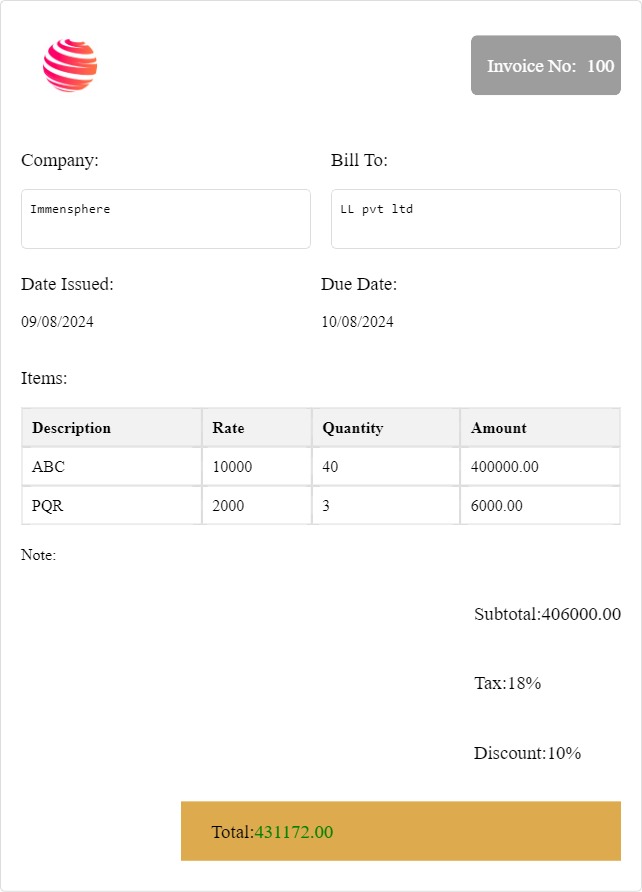 Invoice No: 100
Company: Bill To:
Immensphere LL pvt ltd
Date Issued: Due Date:
09/08/2024 10/08/2024
Items:
Description Rate Quantity Amount
ABC 10000 40 400000.00
PQR 2000 3 6000.00
Note:
Subtotal:406000.00
Tax:18%
Discount:10%
Total:431172.00